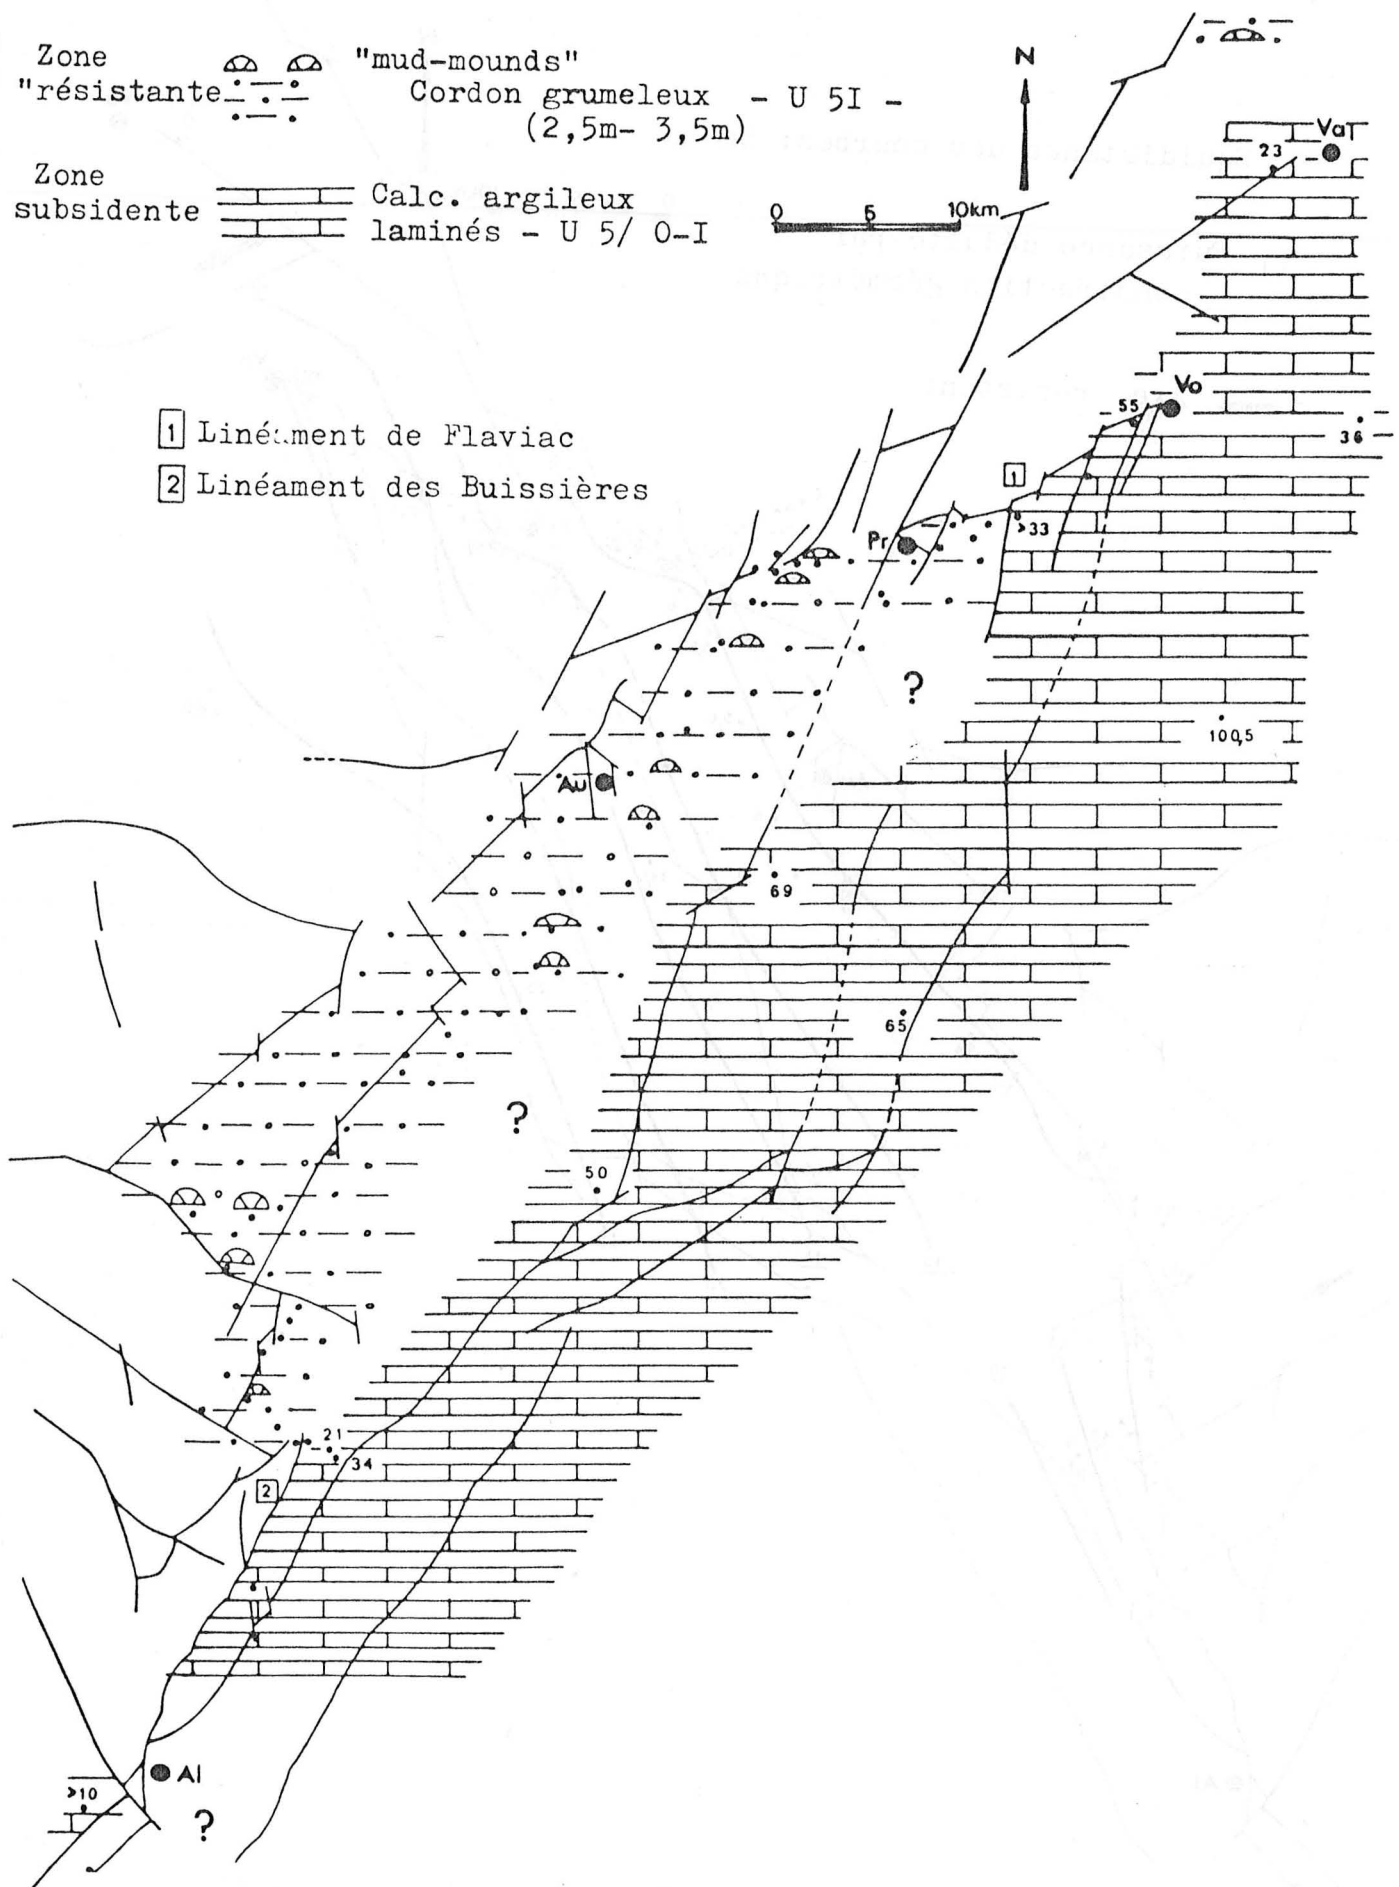 Zone
"résistante
"mud-mounds"
Cordon grumeleux - U 5I -
(2,5m- 3,5m)
Zone
subsidente
Calc. argileux
laminés - U 5/ O-I
N
0 5 10km
1 Linéament de Flaviac
2 Linéament des Buissières
Va
23
Vo
55
36
1
>33
Pr
?
100,5
Au
69
65
?
50
21
34
2
Al
>10
?